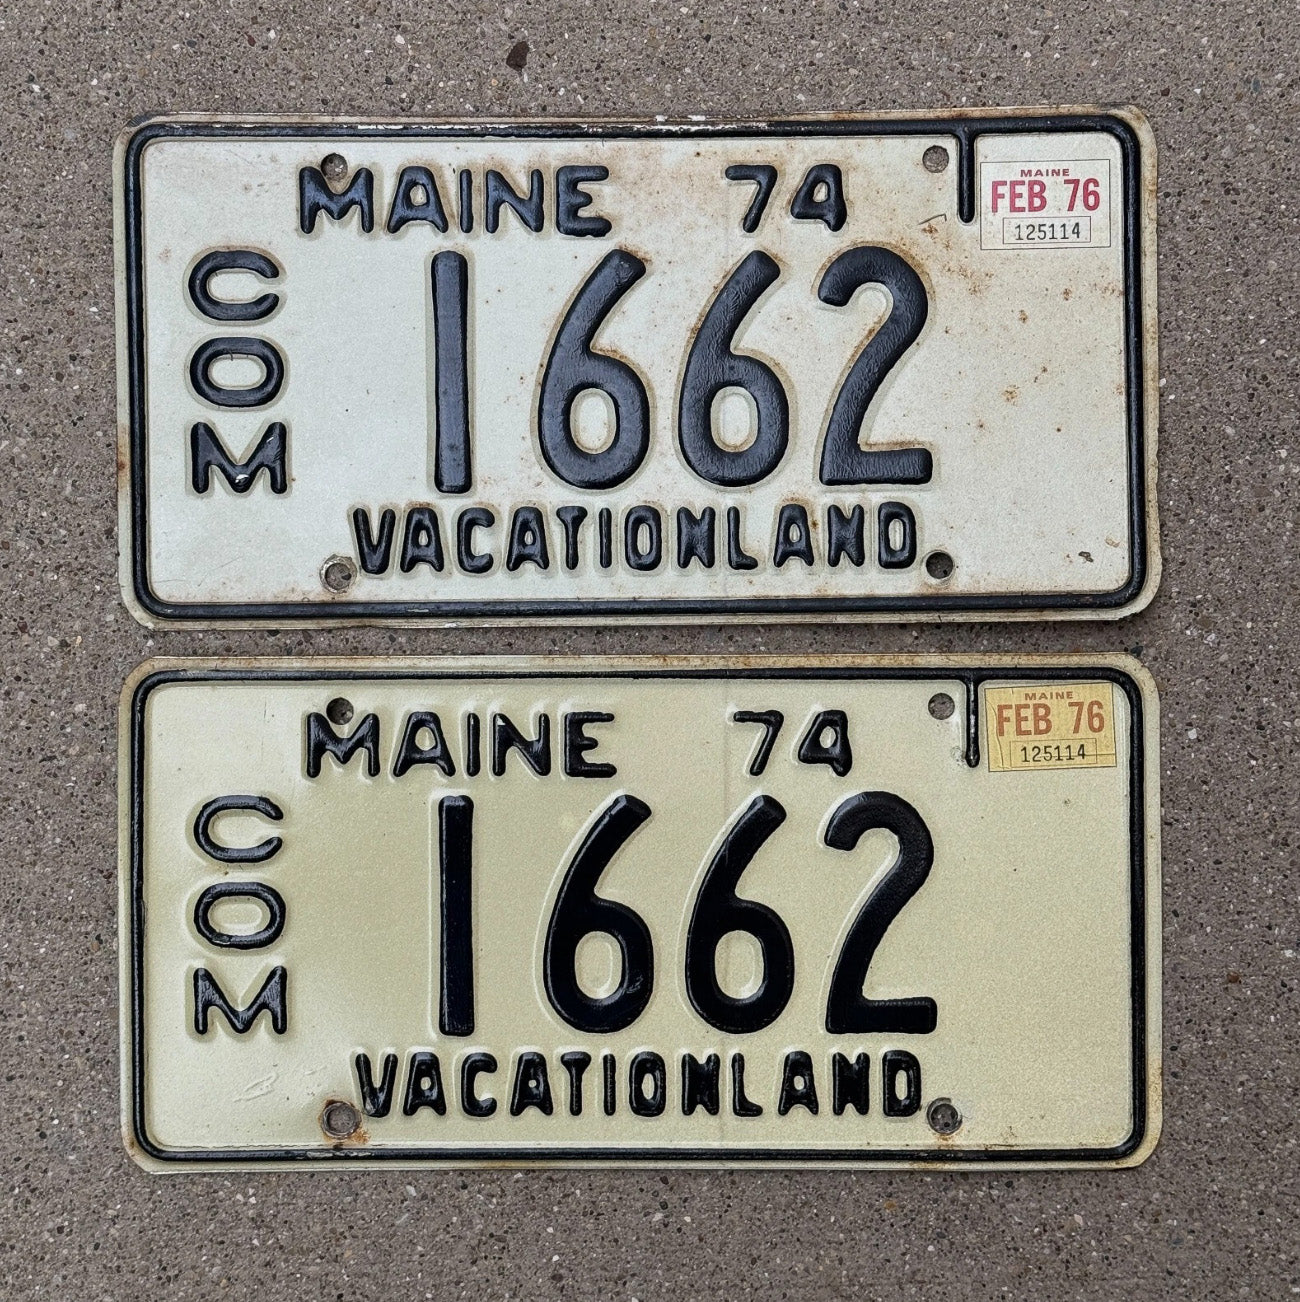 MAINE 74
MAINE
FEB 76
125114
COM
1662
VACATIONLAND
MAINE 74
MAINE
FEB 76
125114
COM
1662
VACATIONLAND